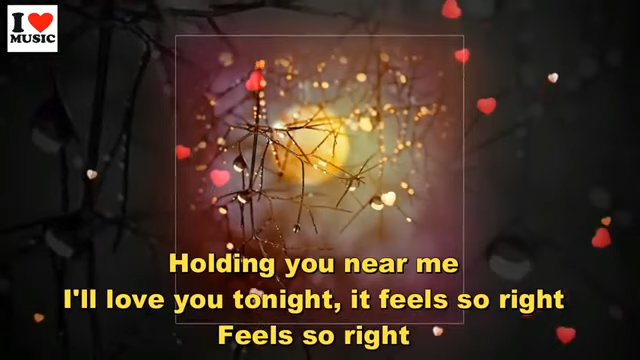 I ❤ MUSIC
Holding you near me
I'll love you tonight, it feels so right
Feels so right